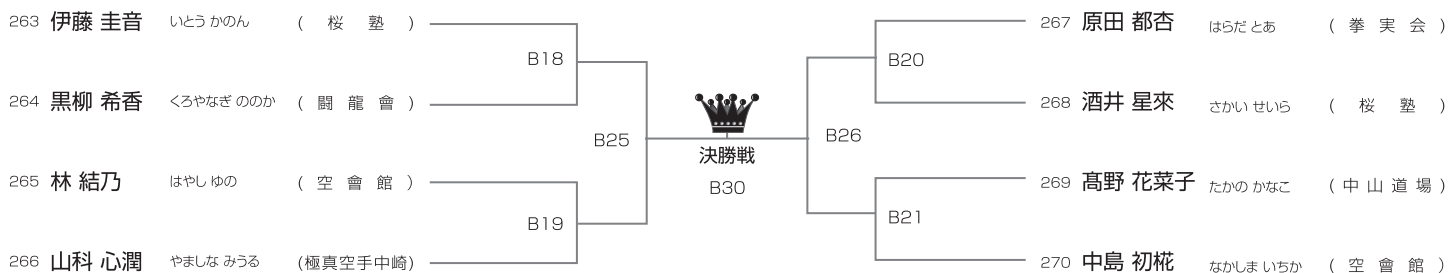 263 伊藤 圭音 いとう かのん (桜塾)
B18
264 黒柳 希香 くろやなぎ ののか (闘龍會)
B25
265 林 結乃 はやし ゆの (空會館)
B19
266 山科 心潤 やましな みうる (極真空手中崎)
決勝戦
B30
267 原田 都杏 はらだ とあ (拳実会)
B20
268 酒井 星來 さかい せいら (桜塾)
B26
269 髙野 花菜子 たかの かなこ (中山道場)
B21
270 中島 初椛 なかしま いちか (空會館)